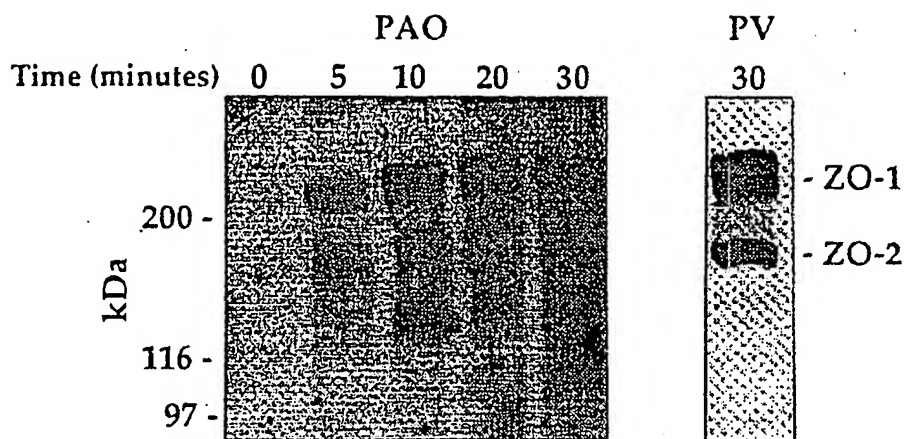 PAO PV
Time (minutes) 0 5 10 20 30 30
- ZO-1
200 -
- ZO-2
kDa
116 -
97 -